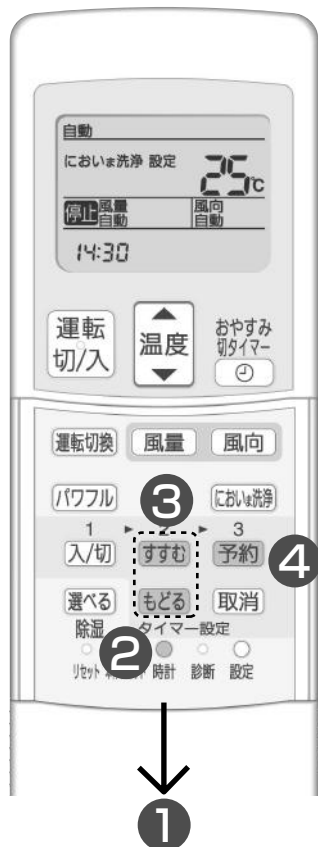 自動
においﾅ洗浄 設定
25℃
停止 風量 自動 風向 自動
14:30
運転 切/入
温度
おやすみ 切タイマー
運転切換 風量 風向
パワフル においﾅ洗浄
3
1 ▶ 2 ▶ 3
入/切 すすむ 予約 4
選べる もどる 取消
除湿 タイマー設定
2
リセット 時計 診断 設定
1